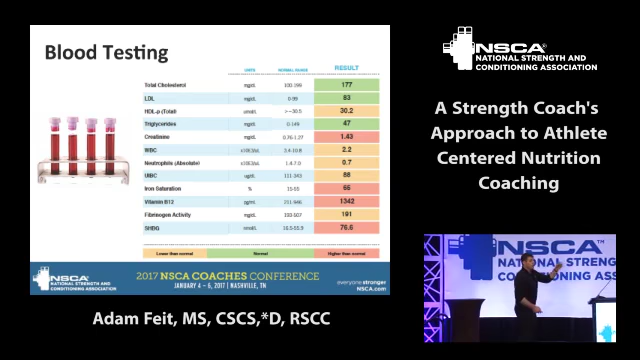 Blood Testing
UNITS NORMAL RANGE RESULT
Total Cholesterol mg/dL 100-199 177
LDL mg/dL 0-99 83
HDL-p (Total) umol/L >=30.5 30.2
Triglycerides mg/dL 0-149 47
Creatinine mg/dL 0.76-1.27 1.43
WBC x10E3/uL 3.4-10.8 2.2
Neutrophils (Absolute) x10E3/uL 1.4-7.0 0.7
UIBC ug/dL 111-343 88
Iron Saturation % 15-55 66
Vitamin B12 pg/mL 211-946 1342
Fibrinogen Activity mg/dL 193-507 191
SHBG nmol/L 16.5-55.9 76.6
Lower than normal Normal Higher than normal
NSCA
NATIONAL STRENGTH AND
CONDITIONING ASSOCIATION
2017 NSCA COACHES CONFERENCE
JANUARY 4 – 6, 2017 | NASHVILLE, TN
everyone stronger
NSCA.com
Adam Feit, MS, CSCS,*D, RSCC
NSCA
NATIONAL STRENGTH AND
CONDITIONING ASSOCIATION
A Strength Coach's
Approach to Athlete
Centered Nutrition
Coaching
NSCA
NATIONAL STRENG
CONDITIONING ASS